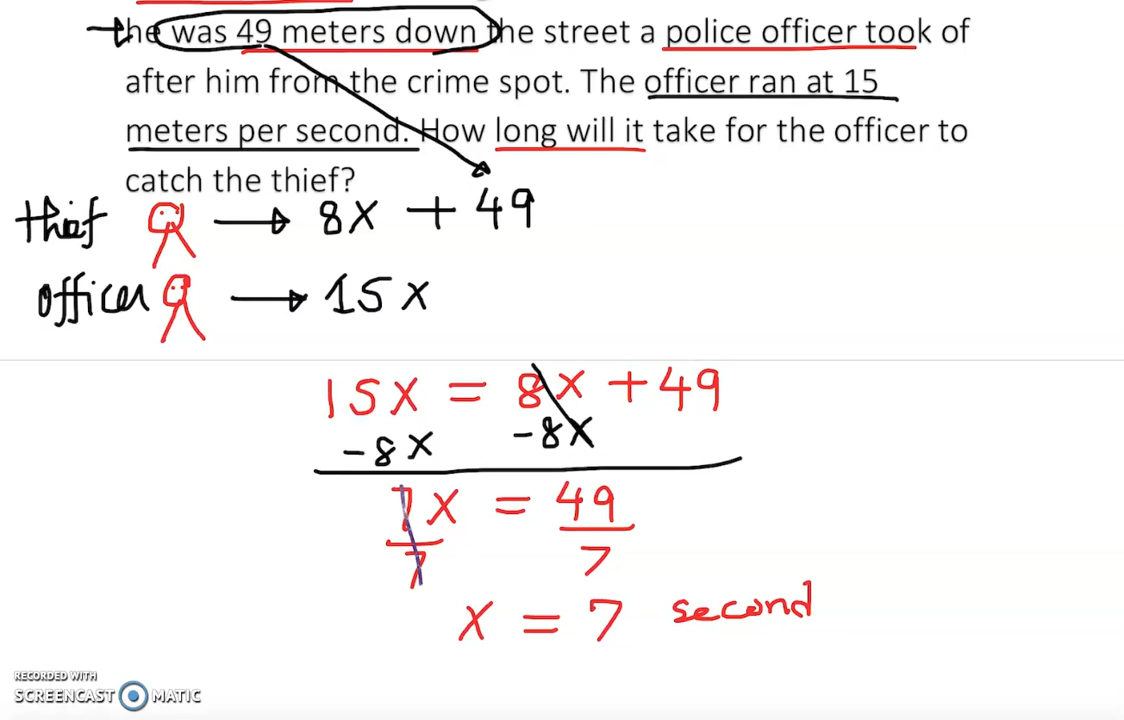 he was 49 meters down the street a police officer took of
after him from the crime spot. The officer ran at 15
meters per second. How long will it take for the officer to
catch the thief?
thief → 8x + 49
officer → 15x
15x = 8x + 49
-8x -8x
7x = 49
7 7
x = 7 second
RECORDED WITH
SCREENCAST MATIC